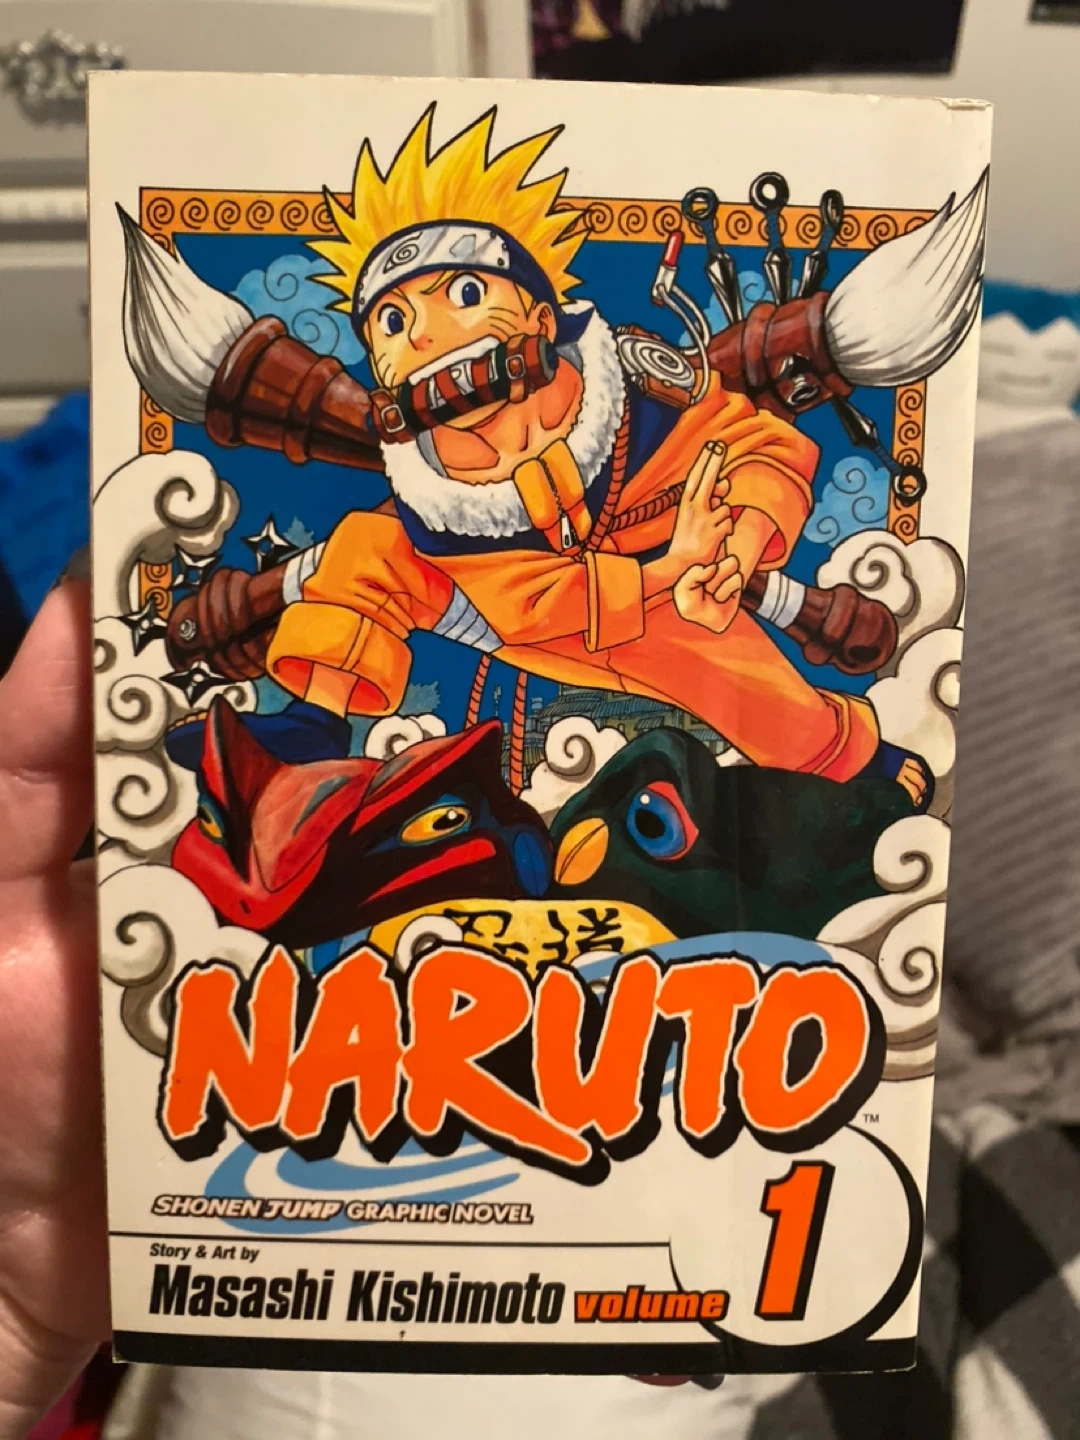 NARUTO
TM
1
SHONEN JUMP GRAPHIC NOVEL
Story & Art by
Masashi Kishimoto volume